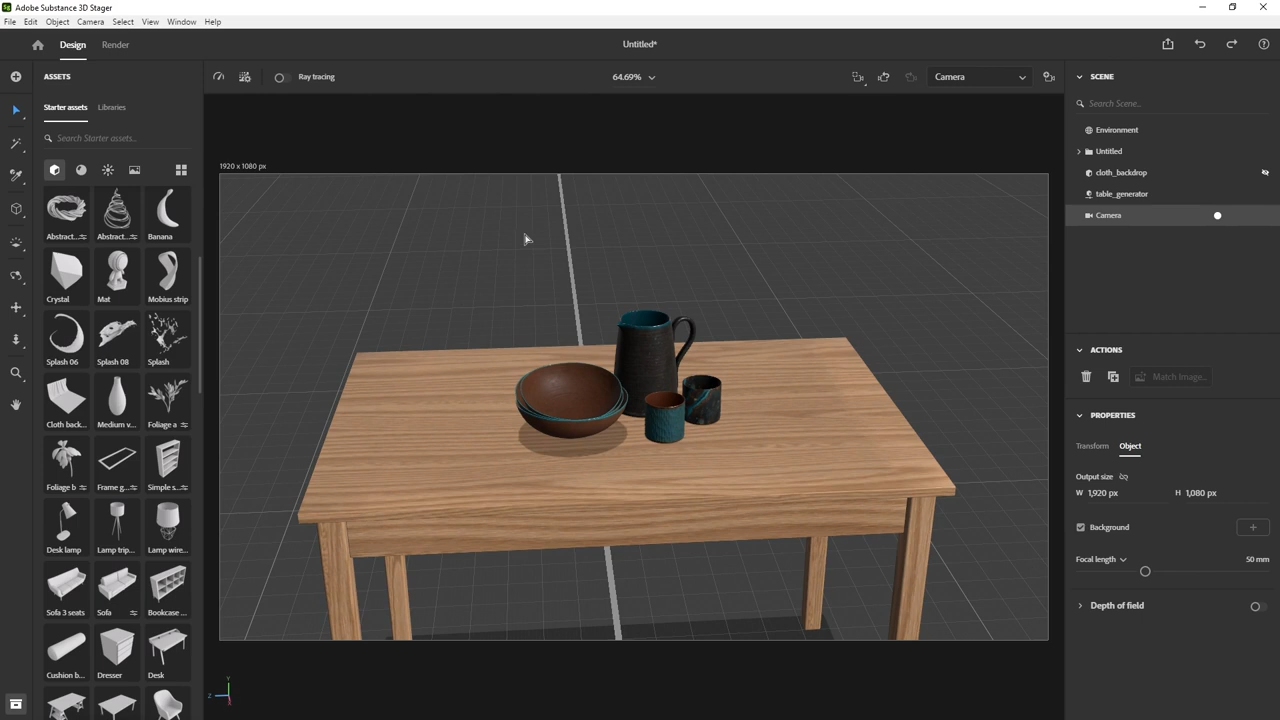 Adobe Substance 3D Stager
File Edit Object Camera Select View Window Help
Design Render Untitled*
ASSETS
Starter assets Libraries
Search Starter assets...
Abstract... Abstract... Banana
Crystal Mat Mobius strip
Splash 06 Splash 08 Splash
Cloth back... Medium v... Foliage a
Foliage b Frame g... Simple s...
Desk lamp Lamp trip... Lamp wire...
Sofa 3 seats Sofa Bookcase ...
Cushion b... Dresser Desk
Ray tracing 64.69% Camera
1920 x 1080 px
Y
Z
SCENE
Search Scene...
Environment
Untitled
cloth_backdrop
table_generator
Camera
ACTIONS
Match Image...
PROPERTIES
Transform Object
Output size
W 1,920 px H 1,080 px
Background
Focal length 50 mm
Depth of field